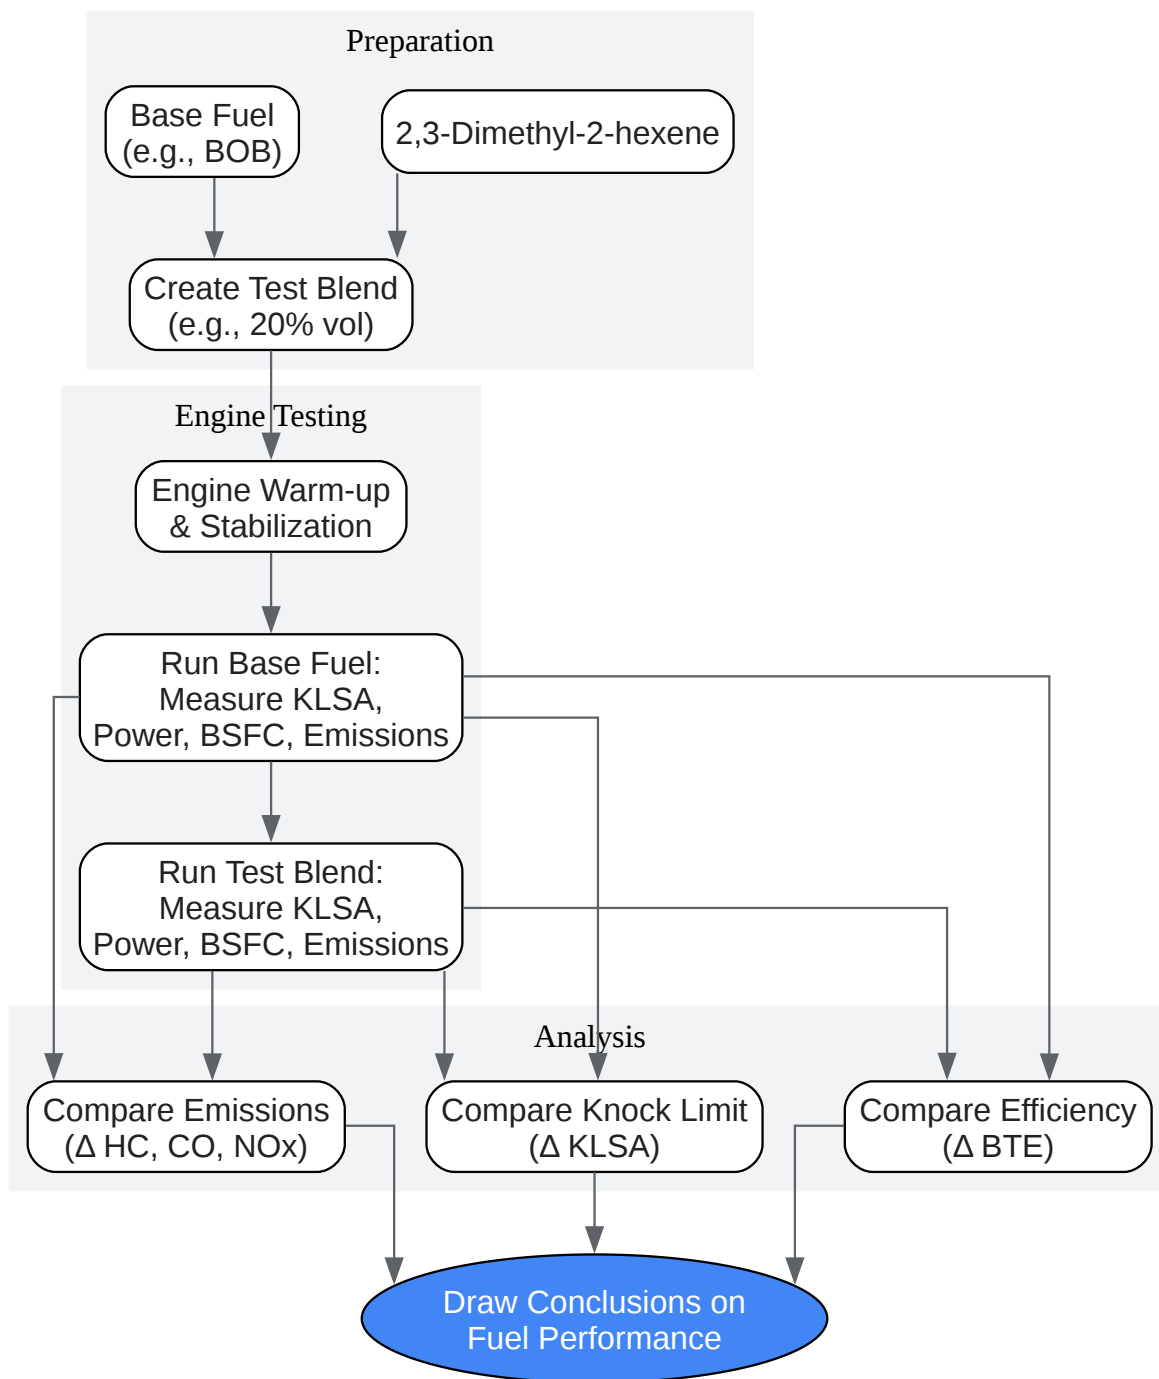 Preparation
Base Fuel
(e.g., BOB)
2,3-Dimethyl-2-hexene
Create Test Blend
(e.g., 20% vol)
Engine Testing
Engine Warm-up
& Stabilization
Run Base Fuel:
Measure KLSA,
Power, BSFC, Emissions
Run Test Blend:
Measure KLSA,
Power, BSFC, Emissions
Analysis
Compare Emissions
(Δ HC, CO, NOx)
Compare Knock Limit
(Δ KLSA)
Compare Efficiency
(Δ BTE)
Draw Conclusions on
Fuel Performance